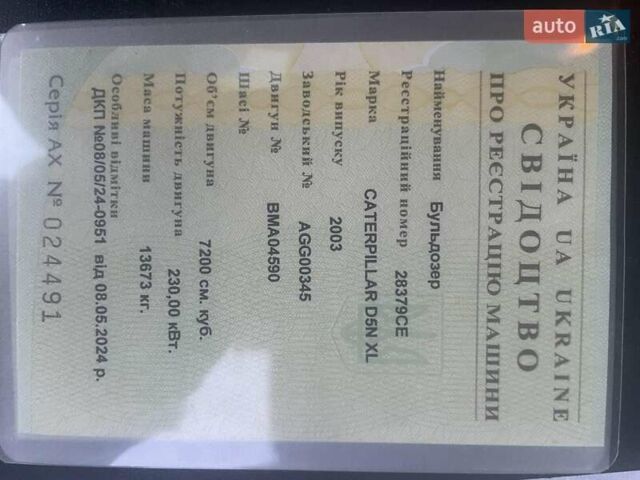 auto RIA .com
УКРАЇНА UA UKRAINE
СВІДОЦТВО
ПРО РЕЄСТРАЦІЮ МАШИНИ
Найменування Бульдозер
Реєстраційний номер 28379СЕ
Марка CATERPILLAR D5N XL
Рік випуску 2003
Заводський № AGG00345
Двигун № BMA04590
Шасі №
Об'єм двигуна 7200 см. куб.
Потужність двигуна 230,00 кВт.
Маса машини 13673 кг.
Особливі відмітки
ДКП №08/05/24-0951 від 08.05.2024 р.
Серія АХ № 024491